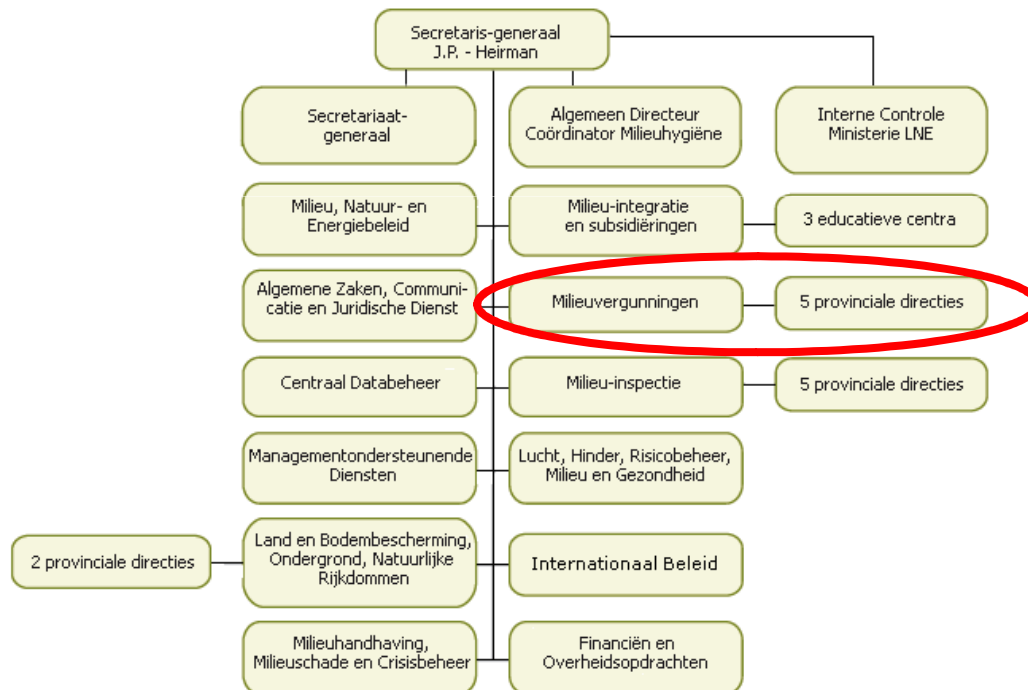 Secretaris-generaal
J.P. - Heirman
Secretariaat-
generaal
Algemeen Directeur
Coördinator Milieuhygiëne
Interne Controle
Ministerie LNE
Milieu, Natuur- en
Energiebeleid
Milieu-integratie
en subsidiëringen
3 educatieve centra
Algemene Zaken, Communi-
catie en Juridische Dienst
Milieuvergunningen
5 provinciale directies
Centraal Databeheer
Milieu-inspectie
5 provinciale directies
Managementondersteunende
Diensten
Lucht, Hinder, Risicobeheer,
Milieu en Gezondheid
2 provinciale directies
Land en Bodembescherming,
Ondergrond, Natuurlijke
Rijkdommen
Internationaal Beleid
Milieuhandhaving,
Milieuschade en Crisisbeheer
Financiën en
Overheidsopdrachten